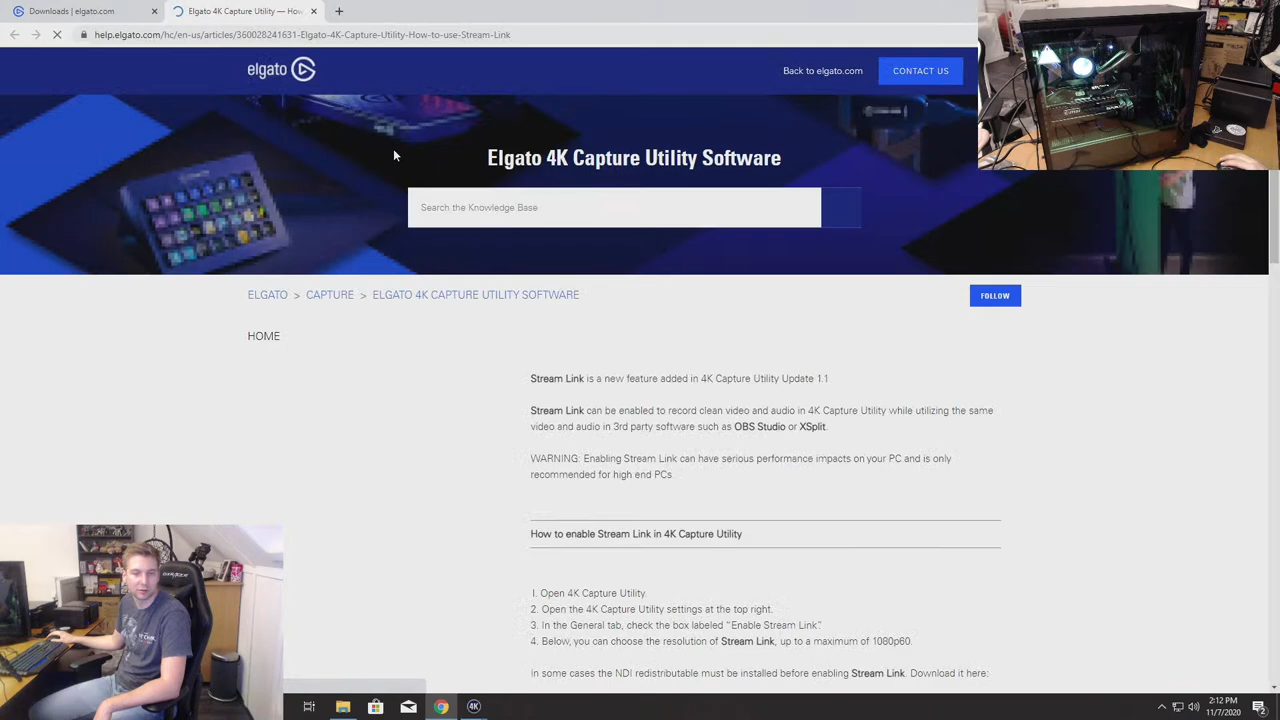 Downloads | elgato.com
Elgato 4K Capture Utility — How
help.elgato.com/hc/en-us/articles/360028241631-Elgato-4K-Capture-Utility-How-to-use-Stream-Link
elgato
Back to elgato.com
CONTACT US
Elgato 4K Capture Utility Software
Search the Knowledge Base
ELGATO > CAPTURE > ELGATO 4K CAPTURE UTILITY SOFTWARE
FOLLOW
HOME
Stream Link is a new feature added in 4K Capture Utility Update 1.1
Stream Link can be enabled to record clean video and audio in 4K Capture Utility while utilizing the same
video and audio in 3rd party software such as OBS Studio or XSplit.
WARNING: Enabling Stream Link can have serious performance impacts on your PC and is only
recommended for high end PCs.
How to enable Stream Link in 4K Capture Utility
1. Open 4K Capture Utility.
2. Open the 4K Capture Utility settings at the top right.
3. In the General tab, check the box labeled "Enable Stream Link"
4. Below, you can choose the resolution of Stream Link, up to a maximum of 1080p60.
In some cases the NDI redistributable must be installed before enabling Stream Link. Download it here:
4K
2:12 PM
11/7/2020
2